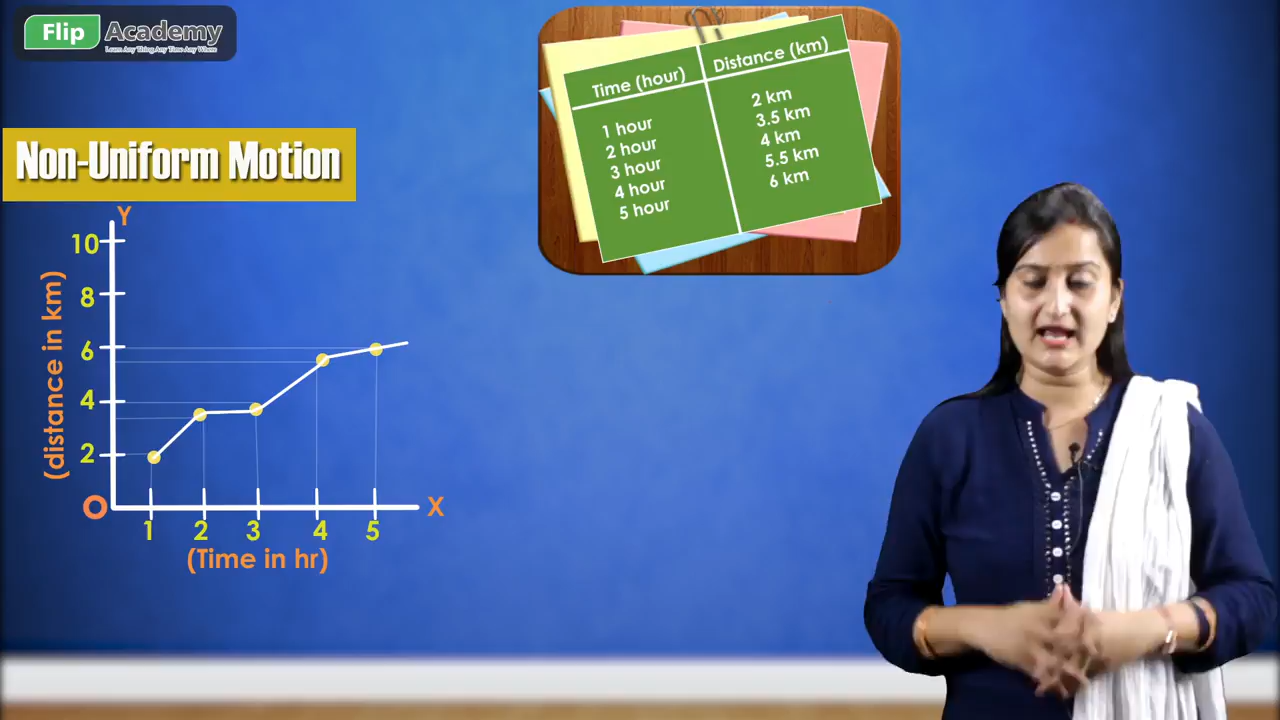 Flip Academy
Learn Any Thing Any Time Any Where
Non-Uniform Motion
Time (hour) Distance (km)
1 hour 2 km
2 hour 3.5 km
3 hour 4 km
4 hour 5.5 km
5 hour 6 km
Y
10
8
6
4
2
(distance in km)
O
X
1 2 3 4 5
(Time in hr)